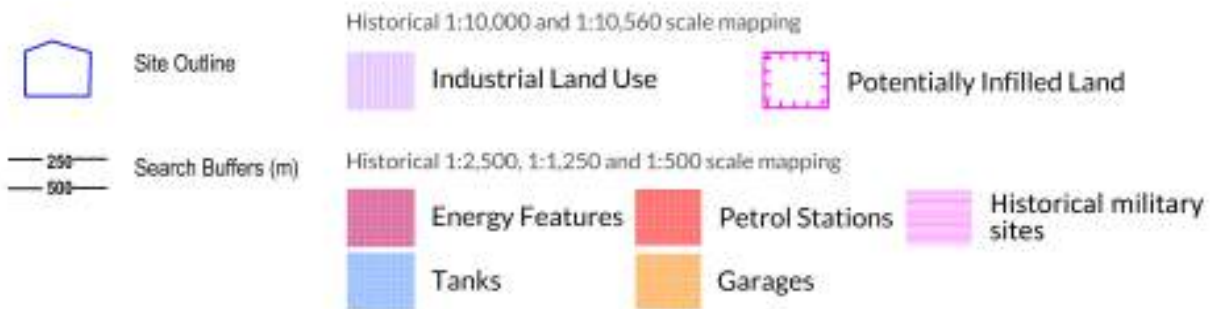 Historical 1:10,000 and 1:10,560 scale mapping
Site Outline
Industrial Land Use
Potentially Infilled Land
250
500
Search Buffers (m)
Historical 1:2,500, 1:1,250 and 1:500 scale mapping
Energy Features
Petrol Stations
Historical military
sites
Tanks
Garages